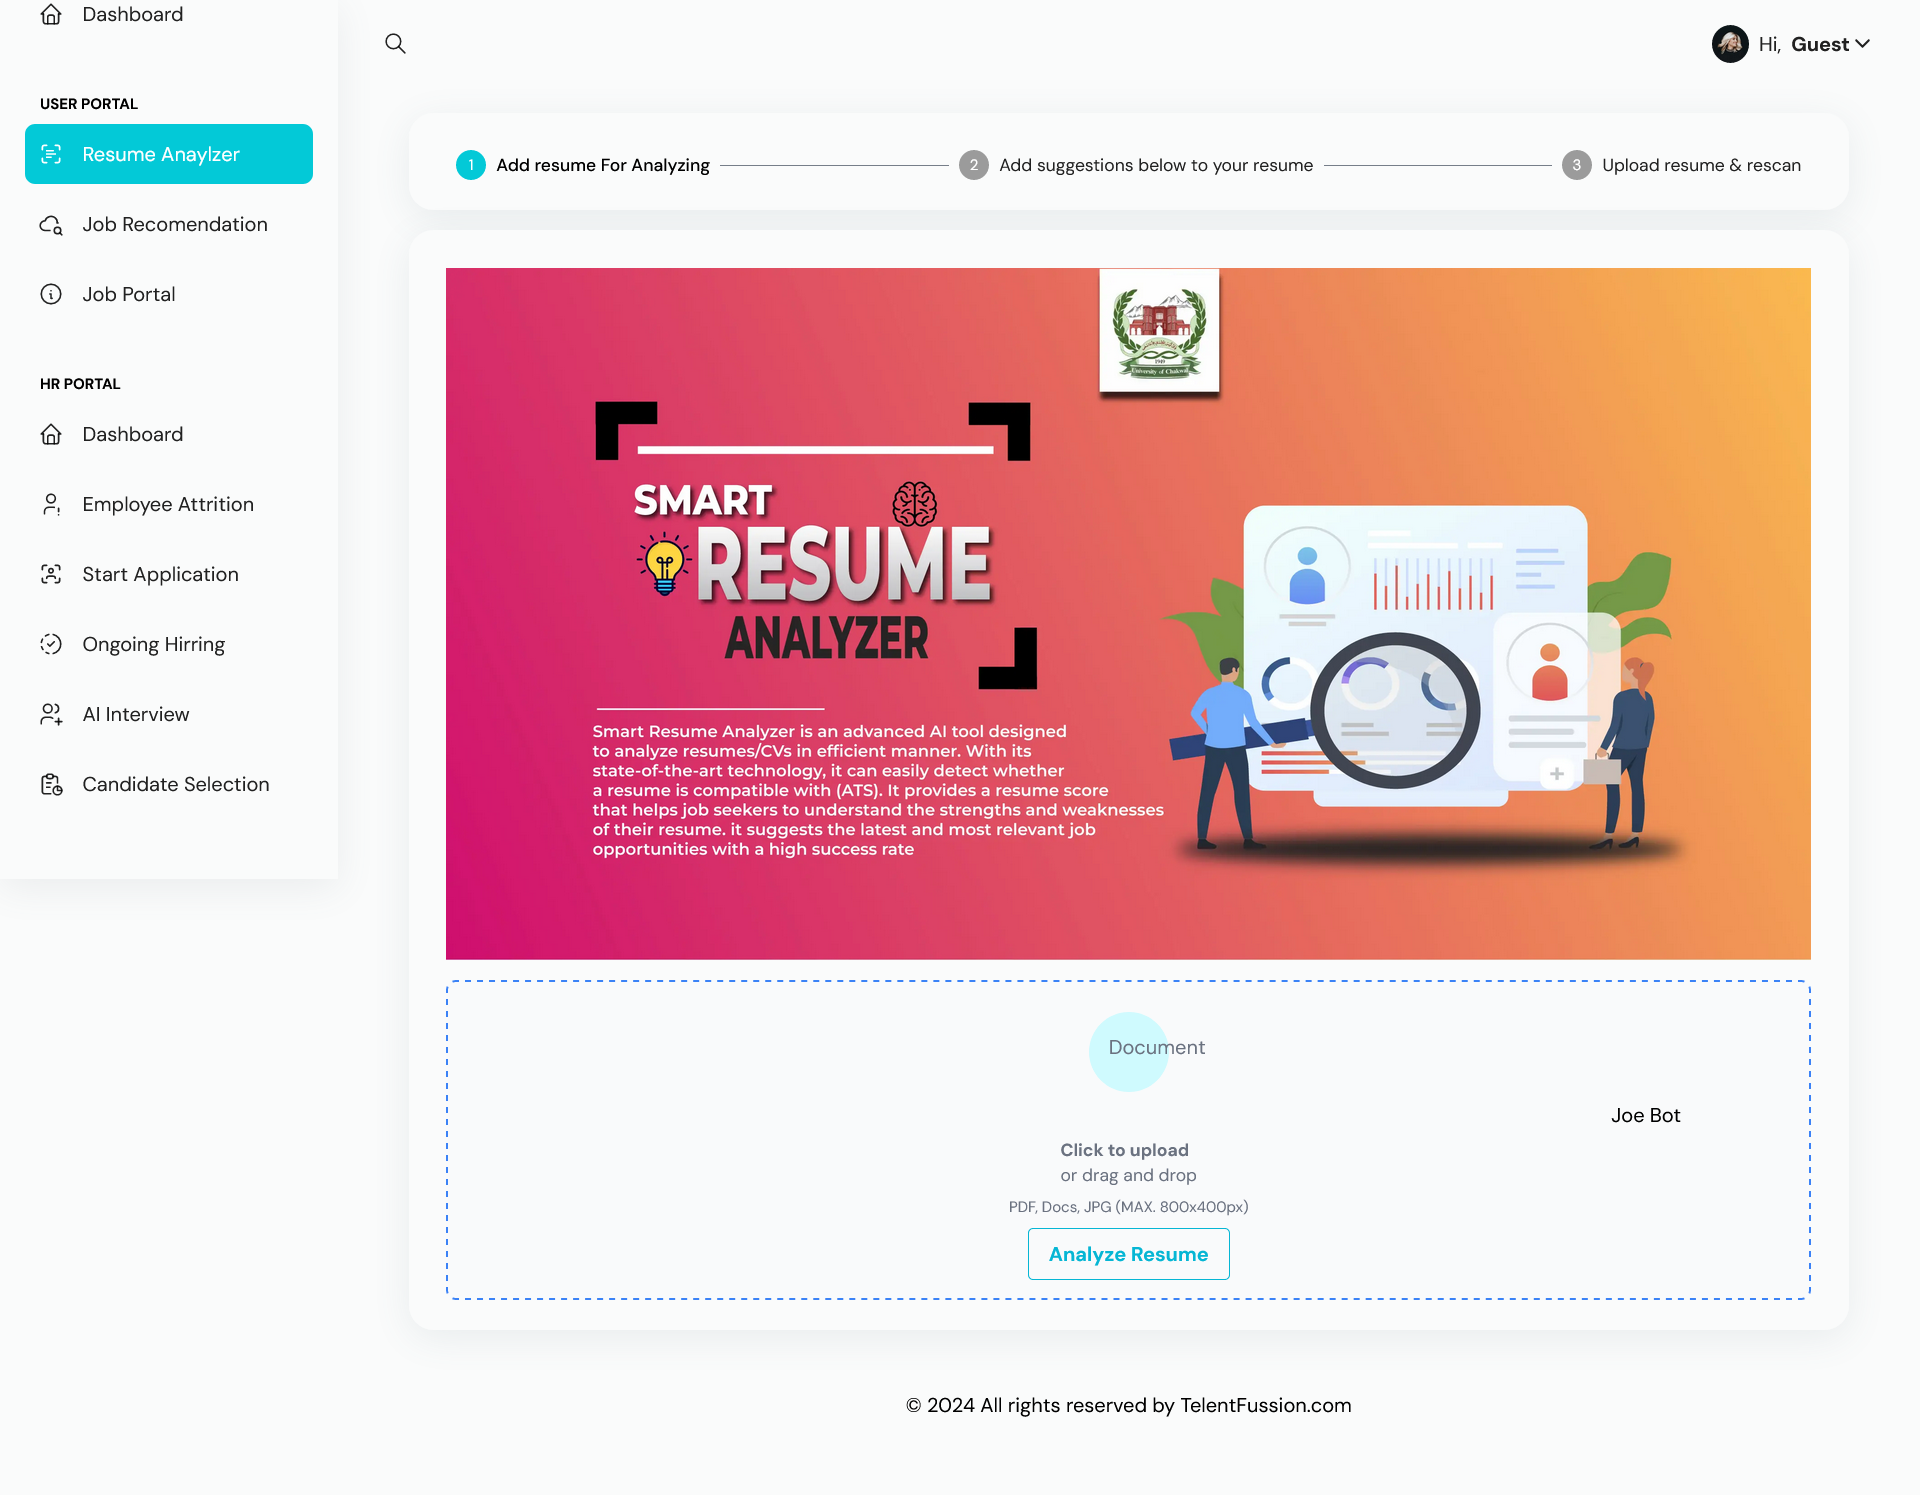 Dashboard
Hi, Guest
USER PORTAL
Resume Anaylzer
Job Recomendation
Job Portal
HR PORTAL
Dashboard
Employee Attrition
Start Application
Ongoing Hirring
AI Interview
Candidate Selection
1 Add resume For Analyzing
2 Add suggestions below to your resume
3 Upload resume & rescan
1949
University of Chakwal
SMART
RESUME
ANALYZER
Smart Resume Analyzer is an advanced AI tool designed
to analyze resumes/CVs in efficient manner. With its
state-of-the-art technology, it can easily detect whether
a resume is compatible with (ATS). It provides a resume score
that helps job seekers to understand the strengths and weaknesses
of their resume. it suggests the latest and most relevant job
opportunities with a high success rate
Document
Joe Bot
Click to upload
or drag and drop
PDF, Docs, JPG (MAX. 800x400px)
Analyze Resume
© 2024 All rights reserved by TelentFussion.com